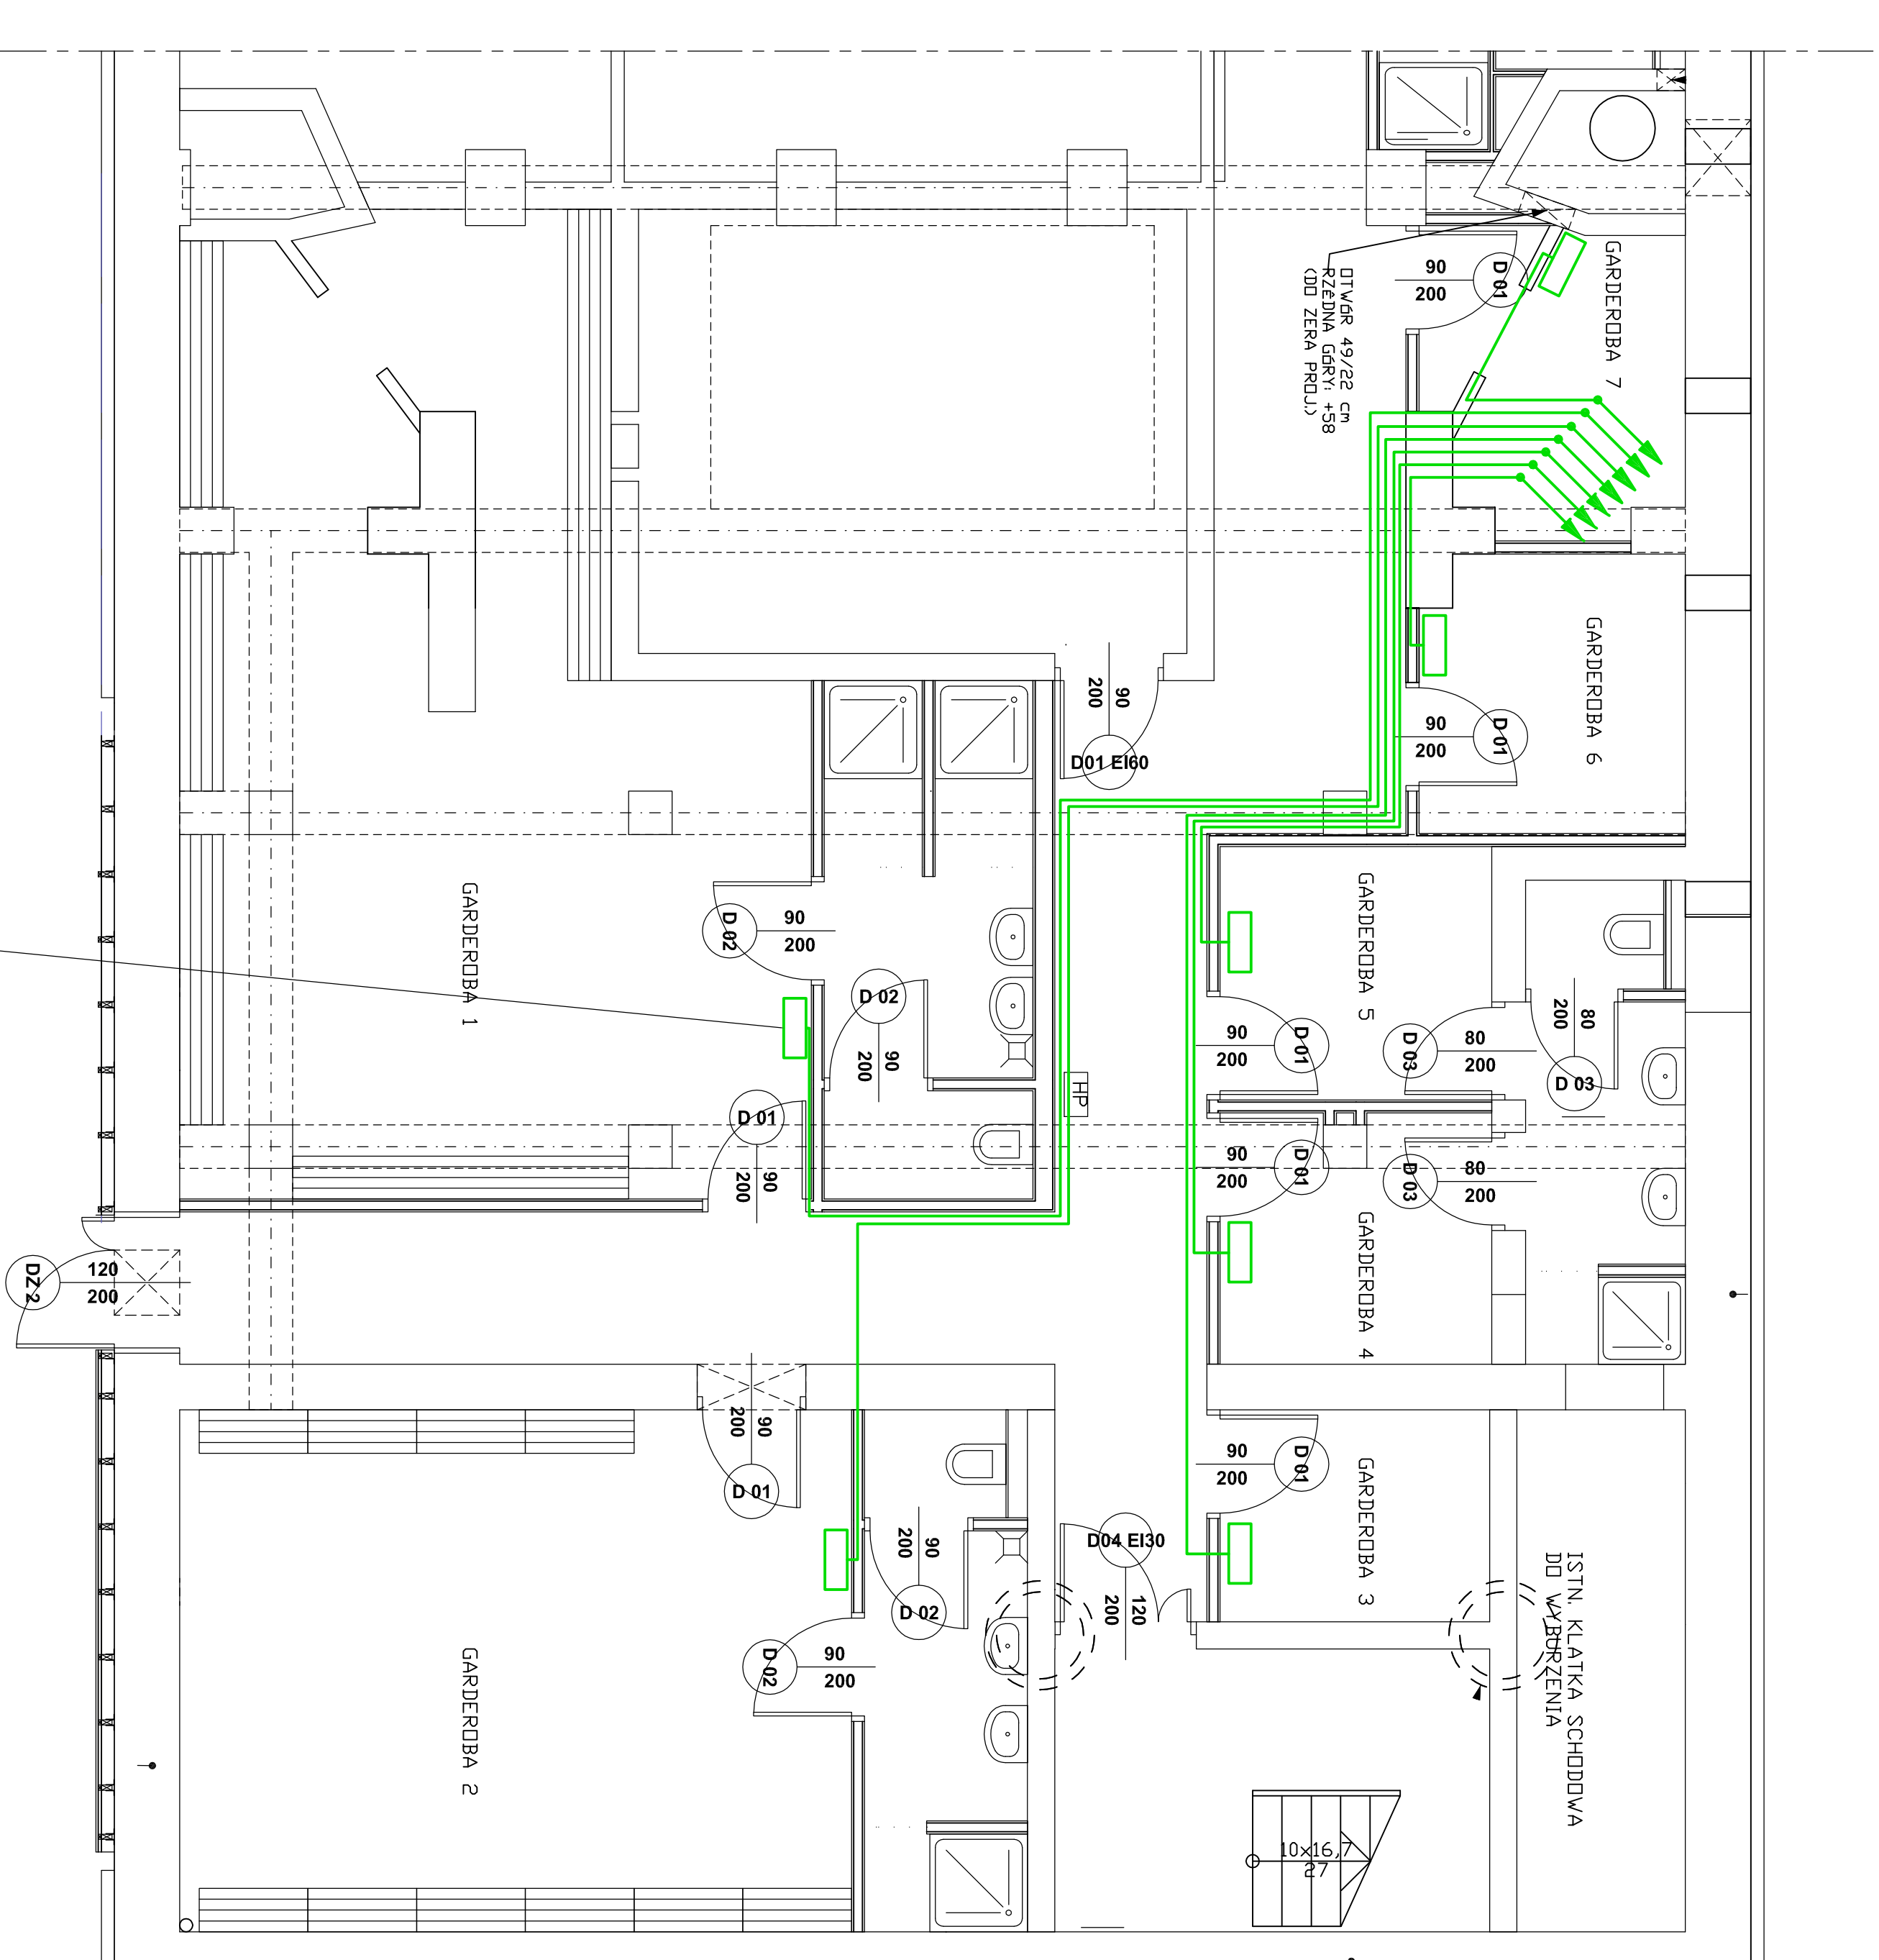 GARDEROBA 7
D 01
90
200
OTWÓR 49/22 cm
RZĘDNA GÓRY: +58
(DO ZERA PROJ.)
GARDEROBA 6
D 01
90
200
90
200
D01 EI60
GARDEROBA 1
D 02
90
200
D 02
90
200
GARDEROBA 5
90
200
D 01
D 03
80
200
80
200
D 03
HP
D 01
90
200
90
200
D 01
D 03
80
200
GARDEROBA 4
DZ 2
120
200
90
200
D 01
90
200
D 01
GARDEROBA 3
90
200
D 02
D04 EI30
120
200
D 02
90
200
GARDEROBA 2
ISTN. KLATKA SCHODOWA
DO WYBURZENIA
10x16,7
27